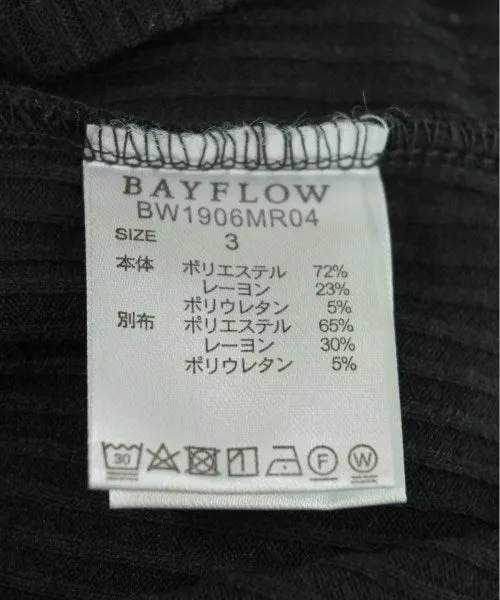 BAYFLOW
BW1906MR04
SIZE 3
本体 ポリエステル 72%
レーヨン 23%
ポリウレタン 5%
別布 ポリエステル 65%
レーヨン 30%
ポリウレタン 5%
30 F W